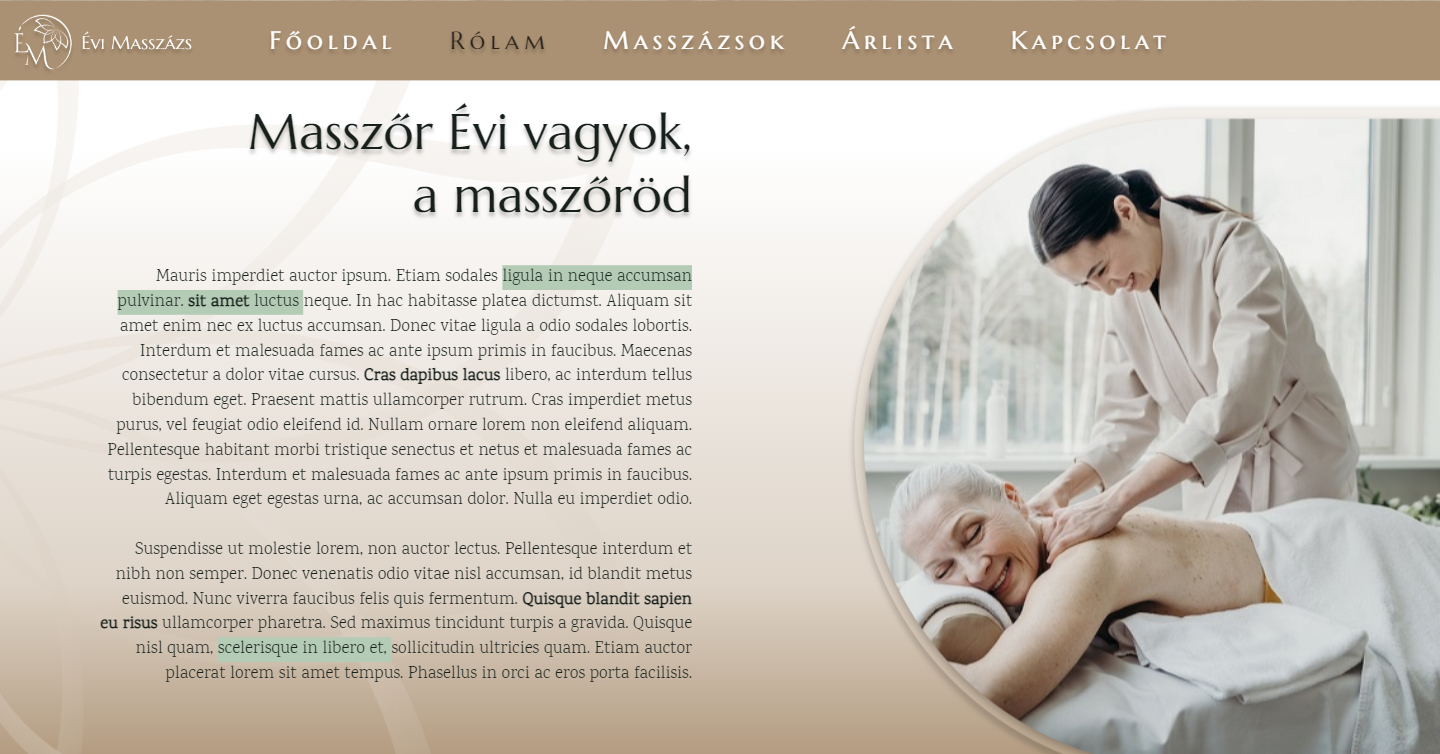 ÉM Évi Masszázs Főoldal Rólam Masszázsok Árlista Kapcsolat
Masszőr Évi vagyok,
a masszőröd
Mauris imperdiet auctor ipsum. Etiam sodales ligula in neque accumsan
pulvinar. sit amet luctus neque. In hac habitasse platea dictumst. Aliquam sit
amet enim nec ex luctus accumsan. Donec vitae ligula a odio sodales lobortis.
Interdum et malesuada fames ac ante ipsum primis in faucibus. Maecenas
consectetur a dolor vitae cursus. Cras dapibus lacus libero, ac interdum tellus
bibendum eget. Praesent mattis ullamcorper rutrum. Cras imperdiet metus
purus, vel feugiat odio eleifend id. Nullam ornare lorem non eleifend aliquam.
Pellentesque habitant morbi tristique senectus et netus et malesuada fames ac
turpis egestas. Interdum et malesuada fames ac ante ipsum primis in faucibus.
Aliquam eget egestas urna, ac accumsan dolor. Nulla eu imperdiet odio.
Suspendisse ut molestie lorem, non auctor lectus. Pellentesque interdum et
nibh non semper. Donec venenatis odio vitae nisl accumsan, id blandit metus
euismod. Nunc viverra faucibus felis quis fermentum. Quisque blandit sapien
eu risus ullamcorper pharetra. Sed maximus tincidunt turpis a gravida. Quisque
nisl quam, scelerisque in libero et, sollicitudin ultricies quam. Etiam auctor
placerat lorem sit amet tempus. Phasellus in orci ac eros porta facilisis.